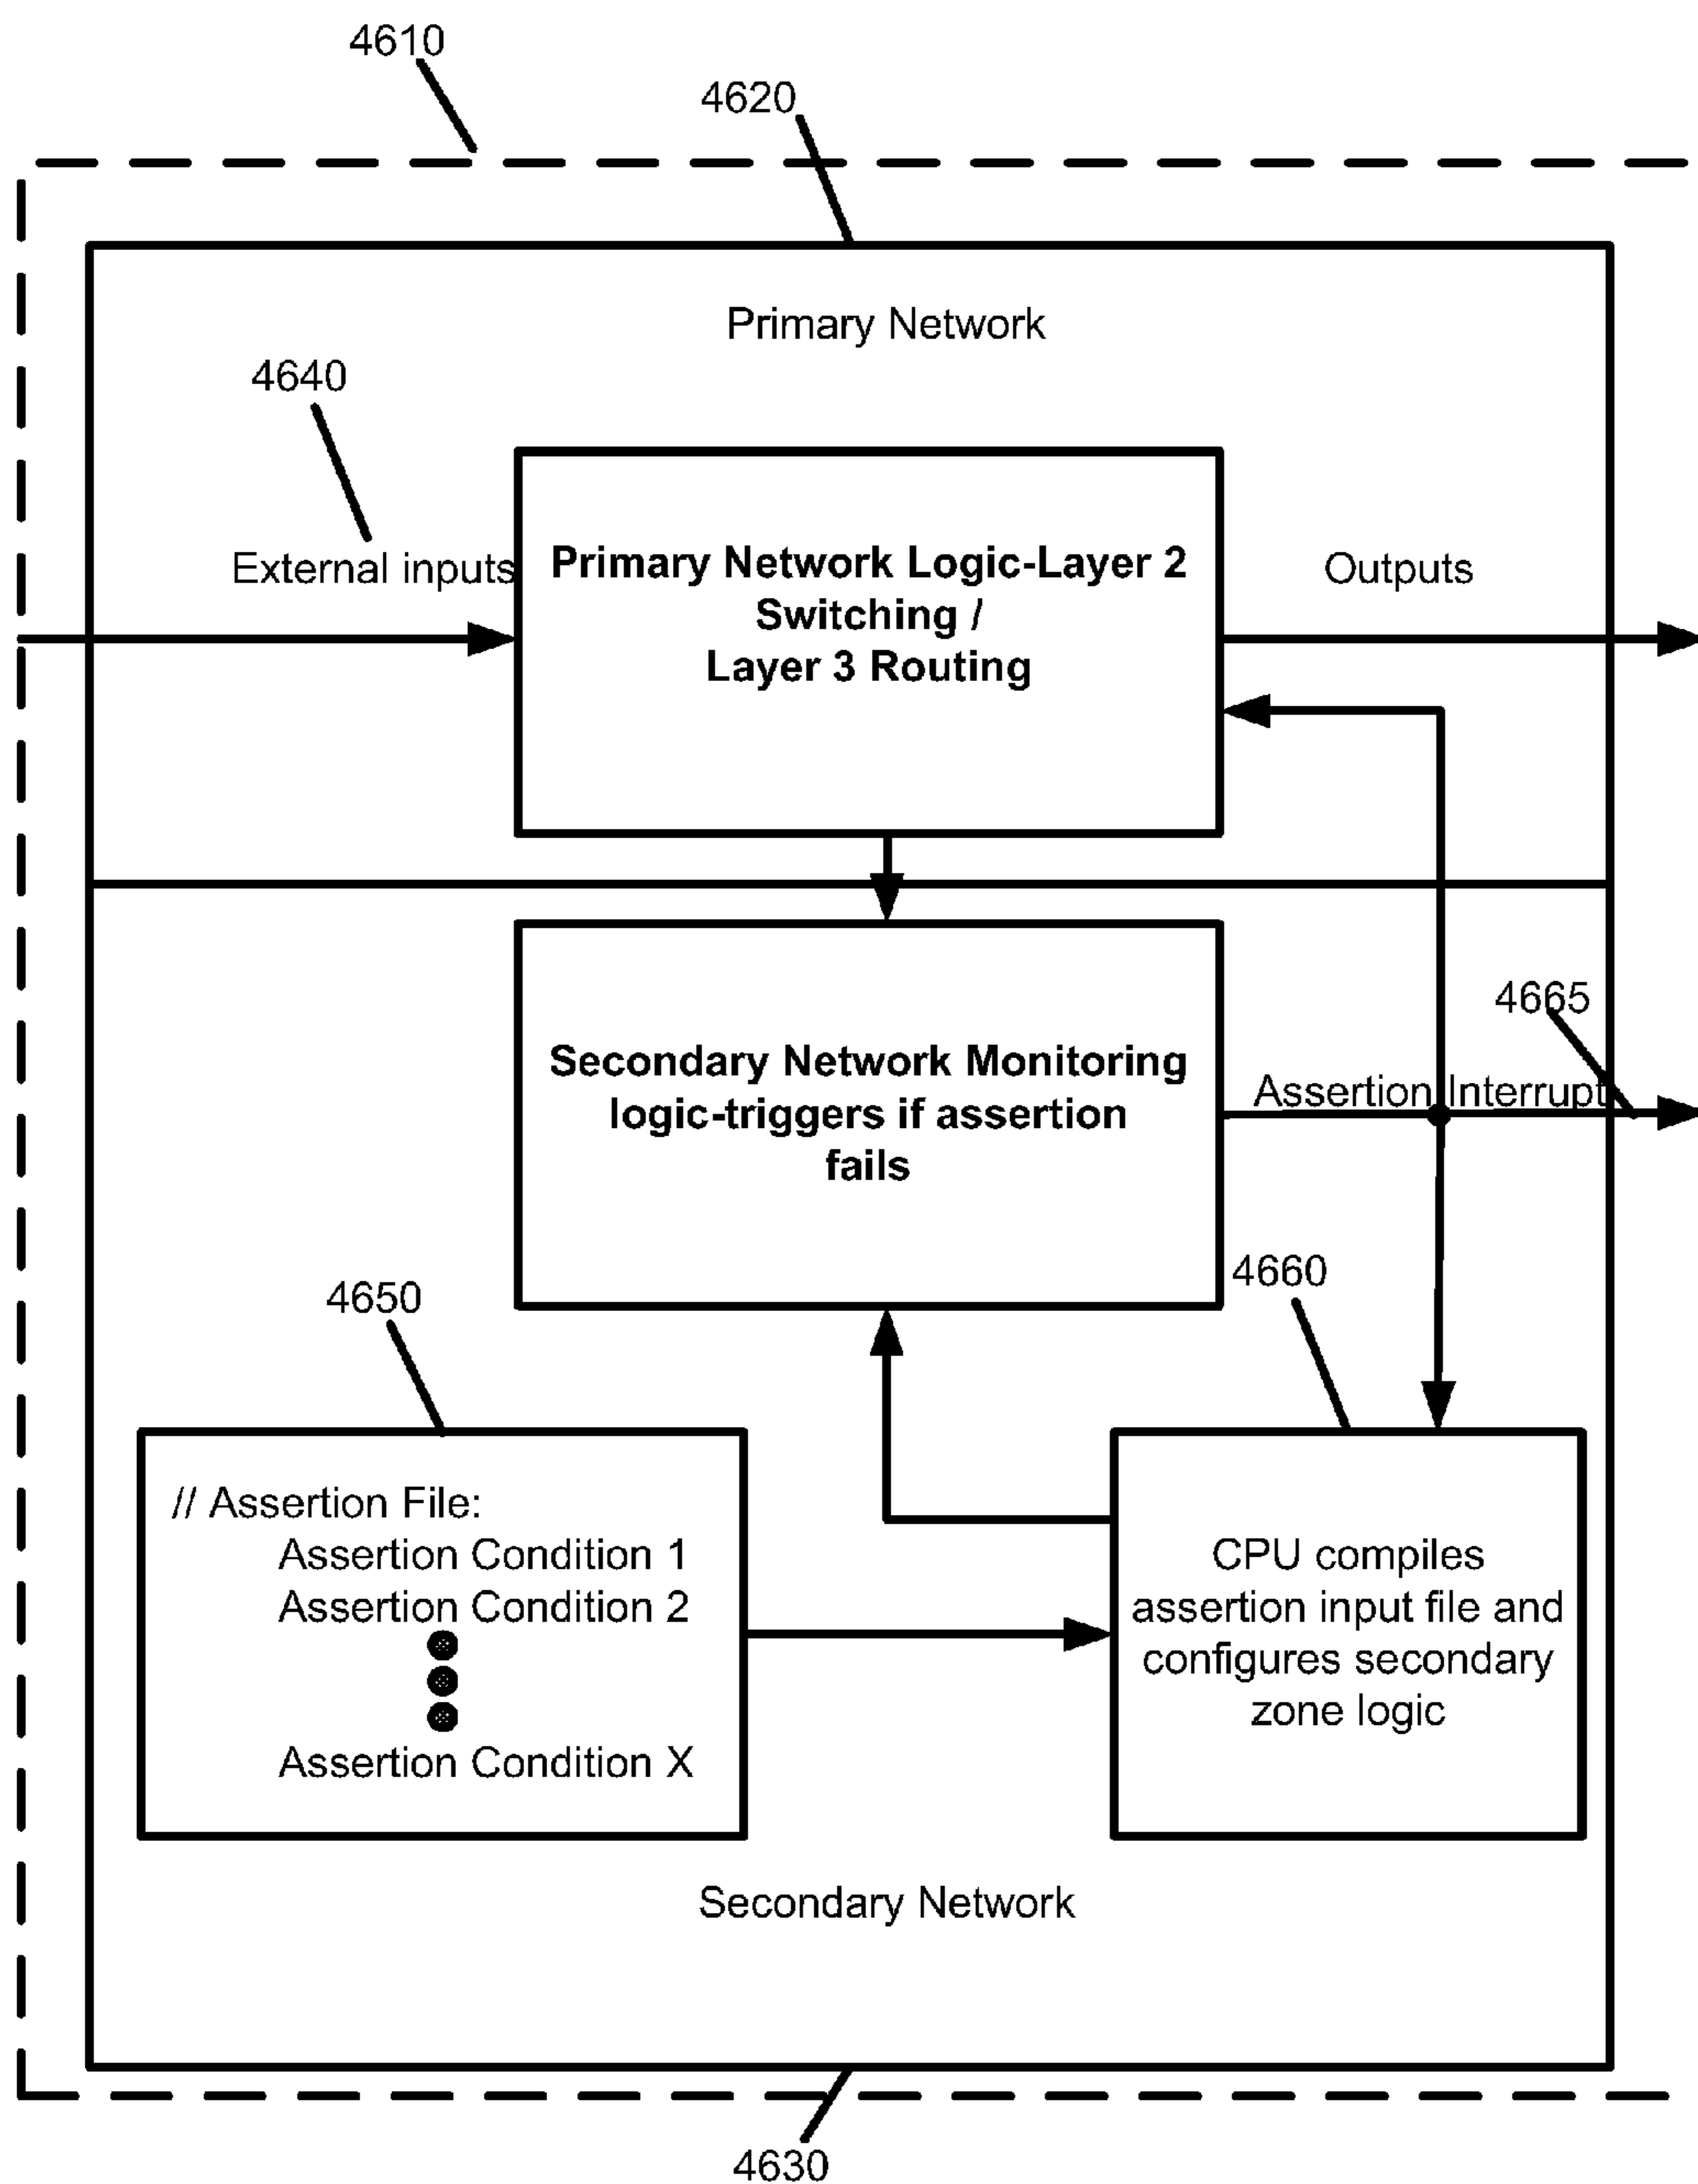 4610
4620
Primary Network
4640
External inputs
Primary Network Logic-Layer 2
Switching /
Layer 3 Routing
Outputs
4665
Secondary Network Monitoring
logic-triggers if assertion
fails
Assertion Interrupt
4660
4650
// Assertion File:
Assertion Condition 1
Assertion Condition 2
Assertion Condition X
CPU compiles
assertion input file and
configures secondary
zone logic
Secondary Network
4630